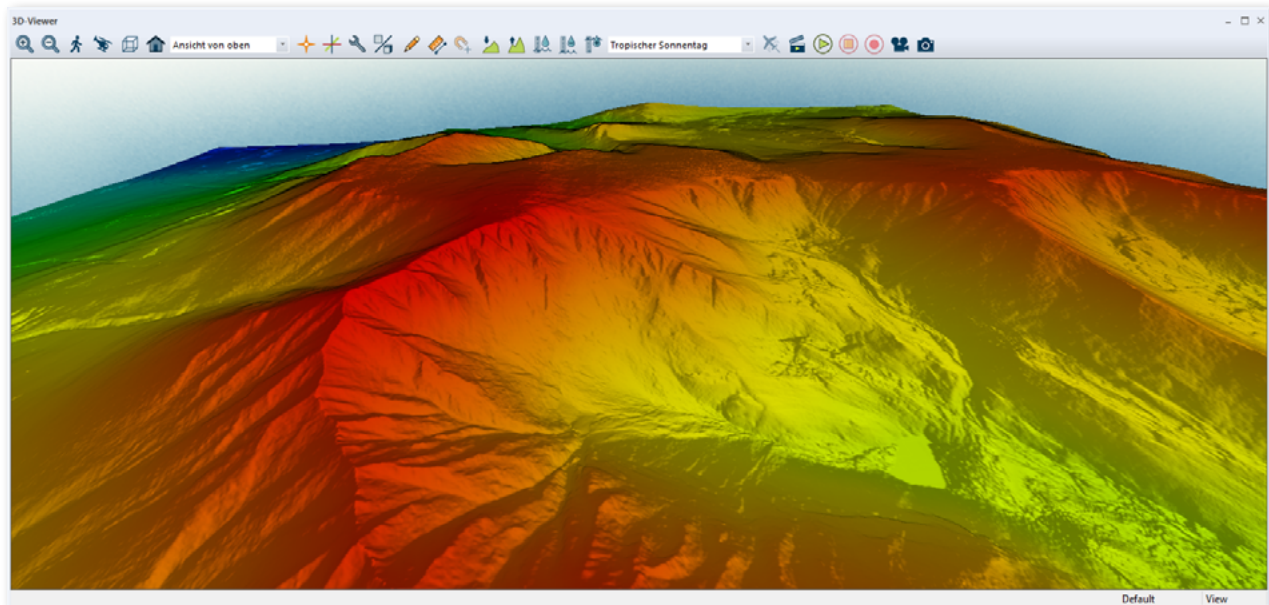 3D-Viewer
Ansicht von oben
Tropischer Sonnentag
Default
View